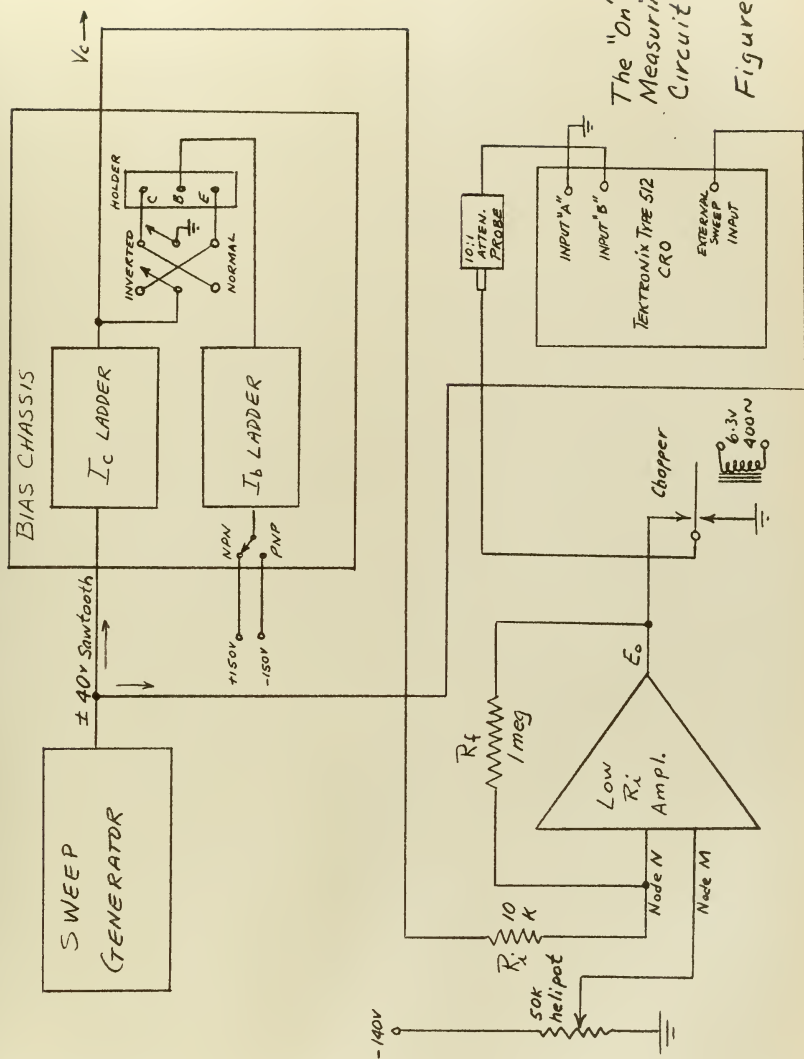 BIAS CHASSIS
SWEEP
GENERATOR
± 40v Sawtooth
Ic LADDER
Ib LADDER
NPN
PNP
+150V
-150V
INVERTED
NORMAL
HOLDER
C
B
E
Vc
-140V
50K
helipot
Ri
10
K
Node N
Node M
Rf
1 meg
Low
Ri
Ampl.
Eo
Chopper
6.3v
400~
10:1
ATTEN.
PROBE
INPUT "A"
INPUT "B"
TEKTRONIX TYPE 512
CRO
EXTERNAL
SWEEP
INPUT
The "On"
Circuit
Figure